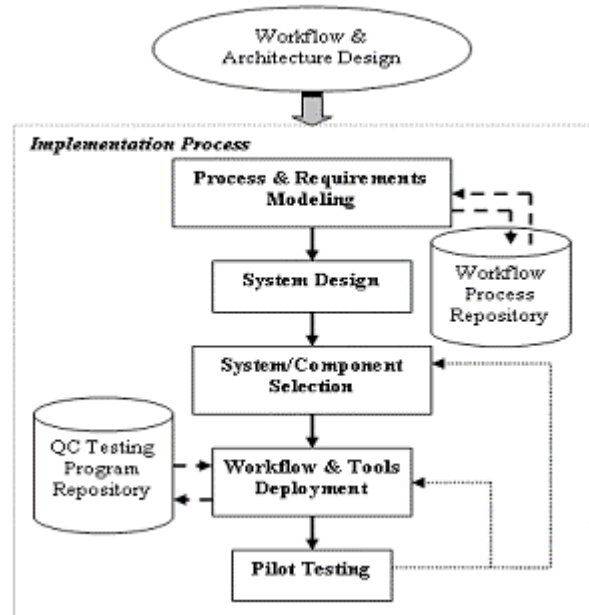 Workflow &
Architecture Design
Implementation Process
Process & Requirements
Modeling
Workflow
Process
Repository
System Design
System/Component
Selection
QC Testing
Program
Repository
Workflow & Tools
Deployment
Pilot Testing